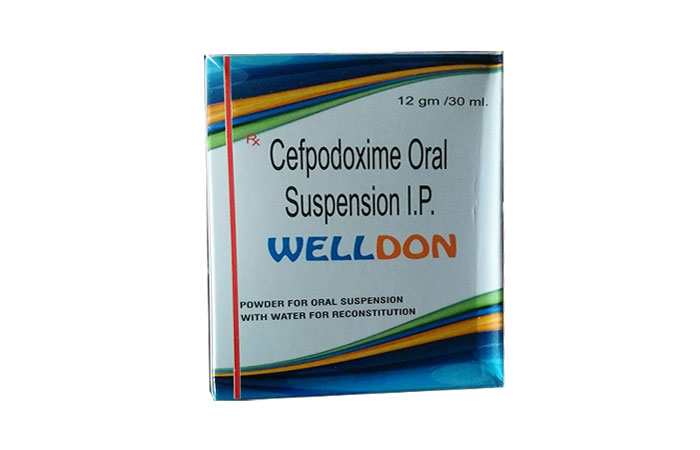 12 gm /30 ml.
Rx
Cefpodoxime Oral
Suspension I.P.
WELLDON
POWDER FOR ORAL SUSPENSION
WITH WATER FOR RECONSTITUTION